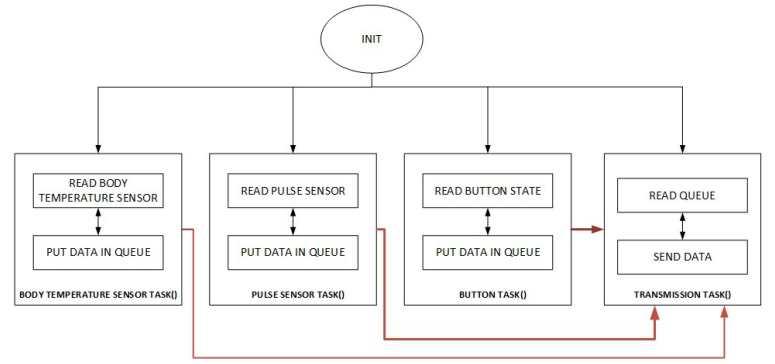 INIT
READ BODY
TEMPERATURE SENSOR
PUT DATA IN QUEUE
BODY TEMPERATURE SENSOR TASK()
READ PULSE SENSOR
PUT DATA IN QUEUE
PULSE SENSOR TASK()
READ BUTTON STATE
PUT DATA IN QUEUE
BUTTON TASK()
READ QUEUE
SEND DATA
TRANSMISSION TASK()